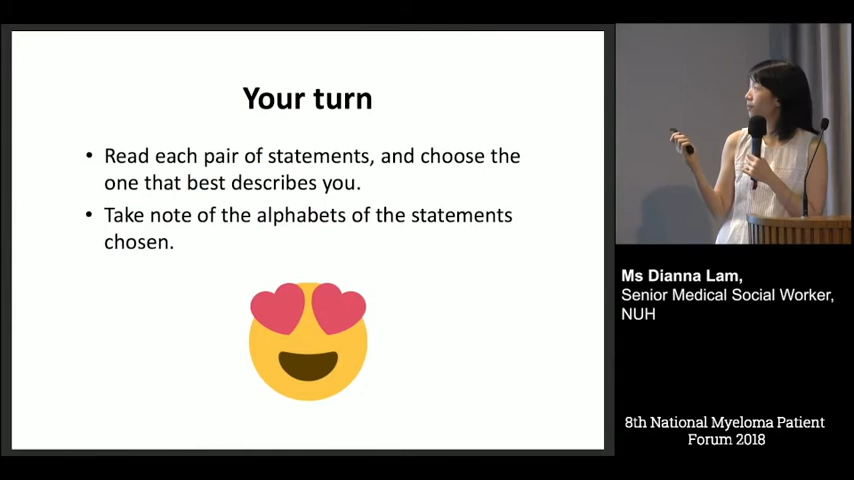 Your turn
• Read each pair of statements, and choose the
one that best describes you.
• Take note of the alphabets of the statements
chosen.
Ms Dianna Lam,
Senior Medical Social Worker,
NUH
8th National Myeloma Patient
Forum 2018